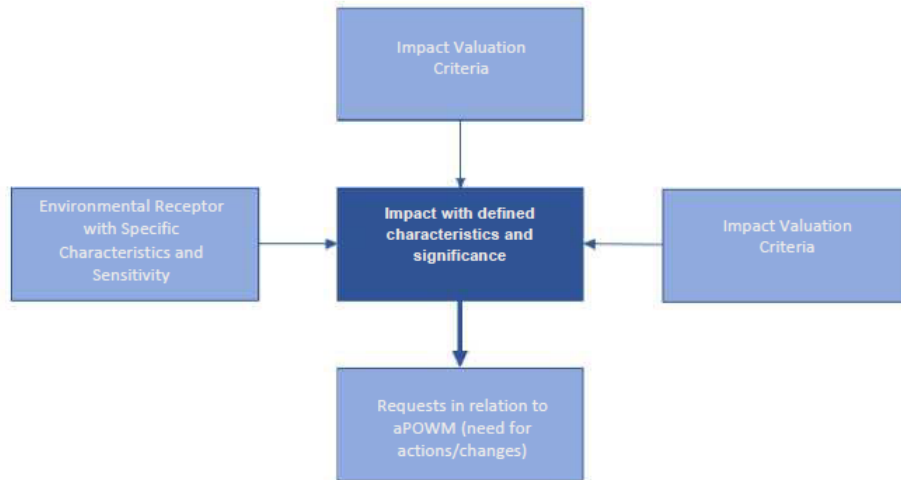 Impact Valuation
Criteria
Environmental Receptor
with Specific
Characteristics and
Sensitivity
Impact with defined
characteristics and
significance
Impact Valuation
Criteria
Requests in relation to
aPOWM (need for
actions/changes)